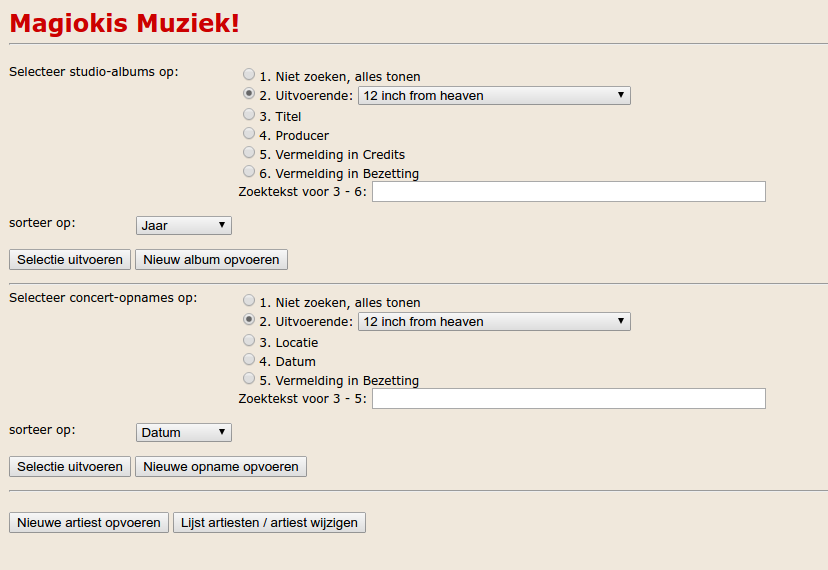 Magiokis Muziek!
Selecteer studio-albums op:
1. Niet zoeken, alles tonen
2. Uitvoerende: 12 inch from heaven
3. Titel
4. Producer
5. Vermelding in Credits
6. Vermelding in Bezetting
Zoektekst voor 3 - 6:
sorteer op: Jaar
Selectie uitvoeren Nieuw album opvoeren
Selecteer concert-opnames op:
1. Niet zoeken, alles tonen
2. Uitvoerende: 12 inch from heaven
3. Locatie
4. Datum
5. Vermelding in Bezetting
Zoektekst voor 3 - 5:
sorteer op: Datum
Selectie uitvoeren Nieuwe opname opvoeren
Nieuwe artiest opvoeren Lijst artiesten / artiest wijzigen